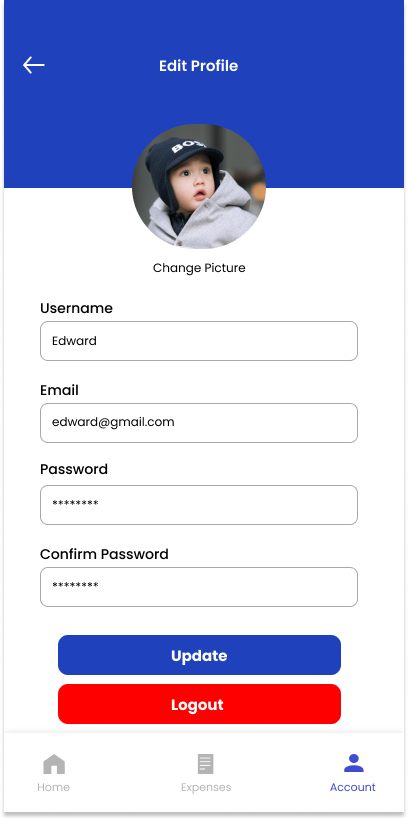 Edit Profile
BOSS
Change Picture
Username
Edward
Email
edward@gmail.com
Password
********
Confirm Password
********
Update
Logout
Home
Expenses
Account